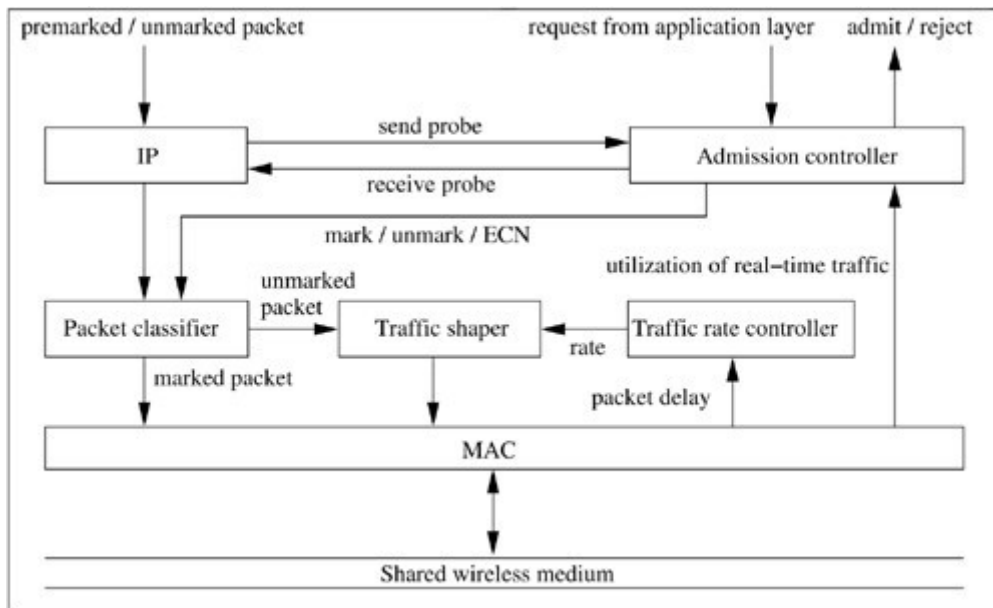 premarked / unmarked packet
request from application layer
admit / reject
send probe
IP
Admission controller
receive probe
mark / unmark / ECN
utilization of real-time traffic
unmarked
packet
Packet classifier
Traffic shaper
Traffic rate controller
rate
marked packet
packet delay
MAC
Shared wireless medium